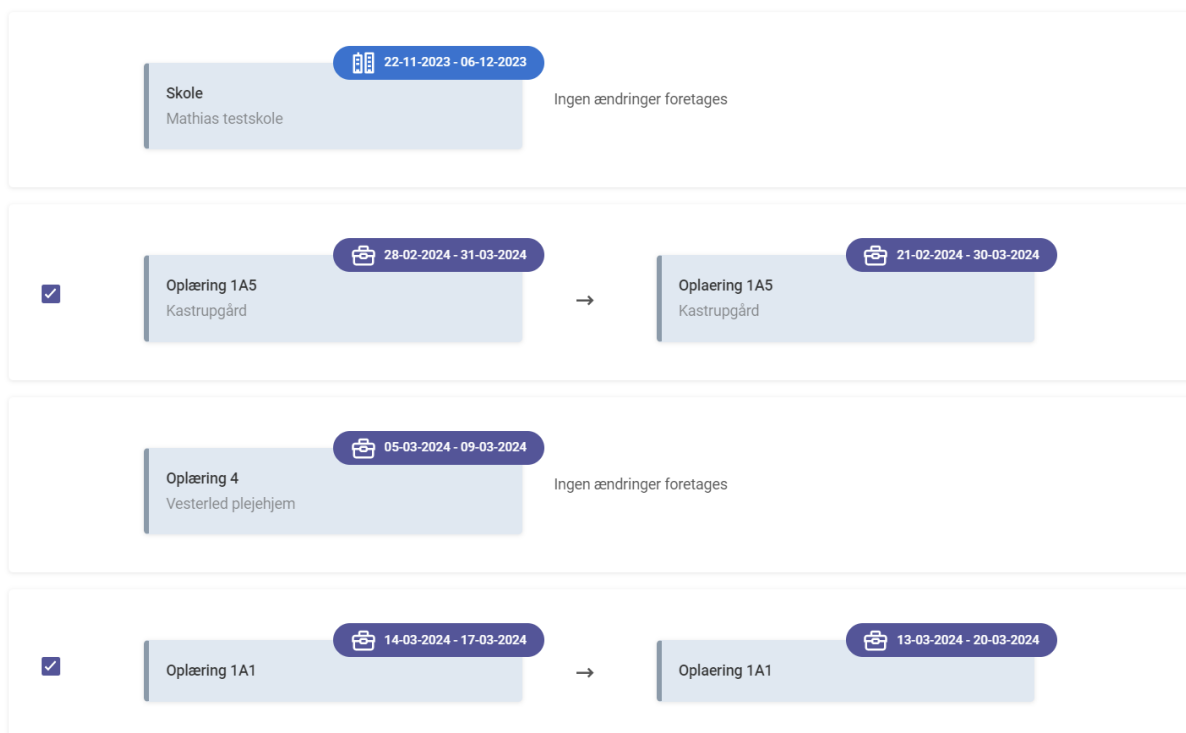 22-11-2023 - 06-12-2023
Skole
Mathias testskole
Ingen ændringer foretages
28-02-2024 - 31-03-2024
Oplæring 1A5
Kastrupgård
→
21-02-2024 - 30-03-2024
Oplaering 1A5
Kastrupgård
05-03-2024 - 09-03-2024
Oplæring 4
Vesterled plejehjem
Ingen ændringer foretages
14-03-2024 - 17-03-2024
Oplæring 1A1
→
13-03-2024 - 20-03-2024
Oplaering 1A1